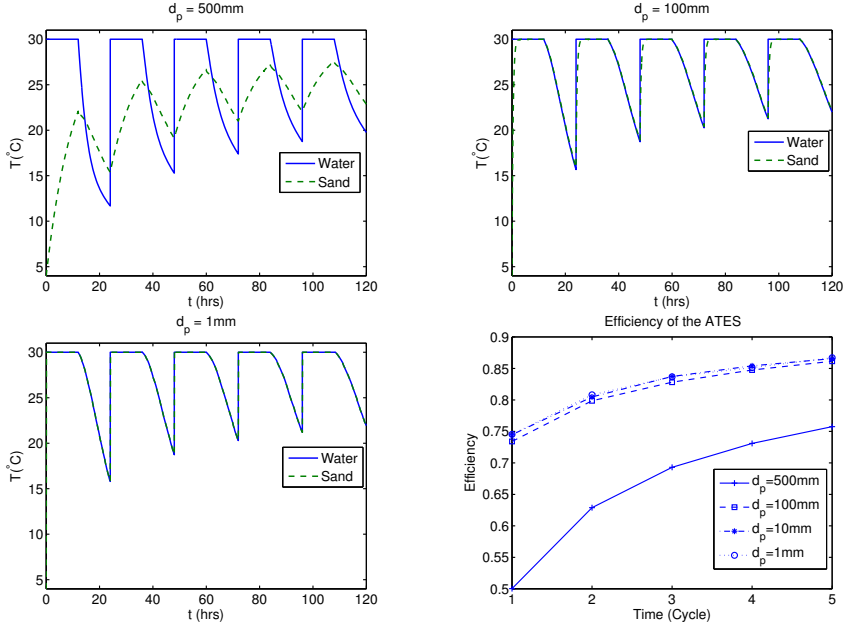 d_p = 500mm
30
25
20
15
10
5
0 20 40 60 80 100 120
T(°C)
t (hrs)
Water
Sand
d_p = 100mm
30
25
20
15
10
5
0 20 40 60 80 100 120
T(°C)
t (hrs)
Water
Sand
d_p = 1mm
30
25
20
15
10
5
0 20 40 60 80 100 120
T(°C)
t (hrs)
Water
Sand
Efficiency of the ATES
0.9
0.85
0.8
0.75
0.7
0.65
0.6
0.55
0.5
1 2 3 4 5
Efficiency
Time (Cycle)
d_p=500mm
d_p=100mm
d_p=10mm
d_p=1mm